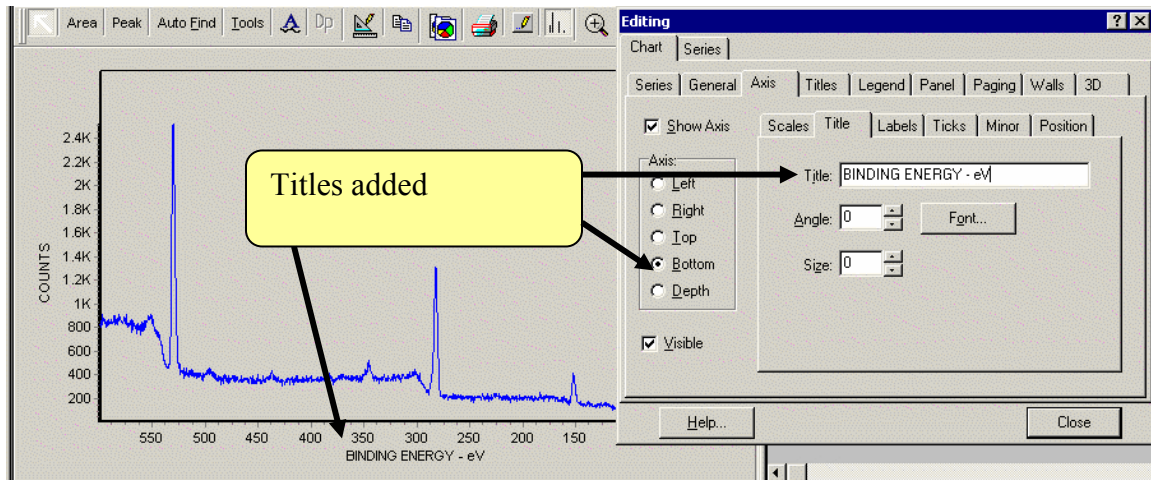 Area Peak Auto Find Tools A Dp
2.4K
2.2K
2K
1.8K
1.6K
1.4K
1.2K
1K
800
600
400
200
COUNTS
550 500 450 400 350 300 250 200 150
BINDING ENERGY - eV
Titles added
Editing ? X
Chart Series
Series General Axis Titles Legend Panel Paging Walls 3D
Show Axis
Axis:
Left
Right
Top
Bottom
Depth
Visible
Scales Title Labels Ticks Minor Position
Title: BINDING ENERGY - eV
Angle: 0 Font...
Size: 0
Help... Close